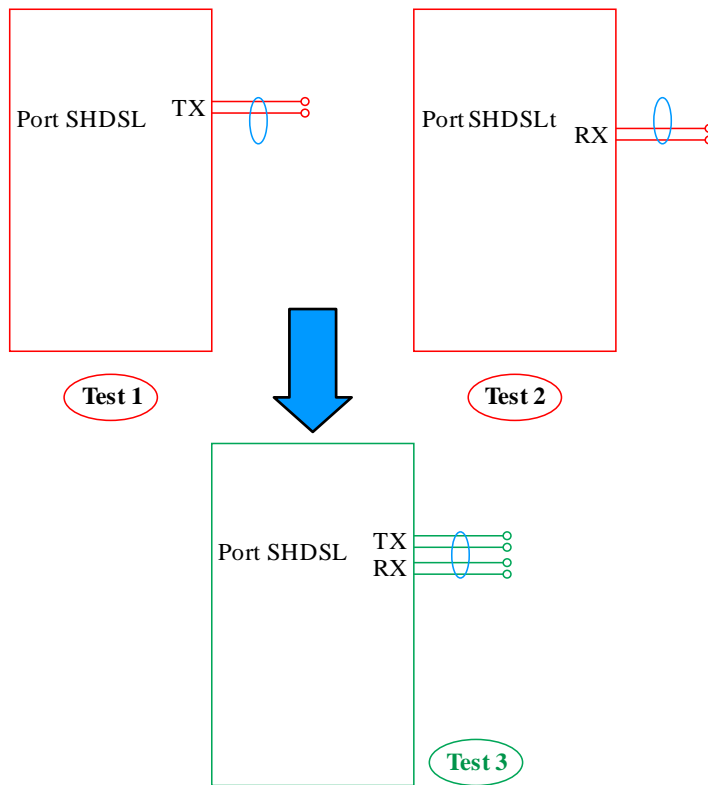 Port SHDSL
TX
Test 1
Port SHDSLt
RX
Test 2
Port SHDSL
TX
RX
Test 3